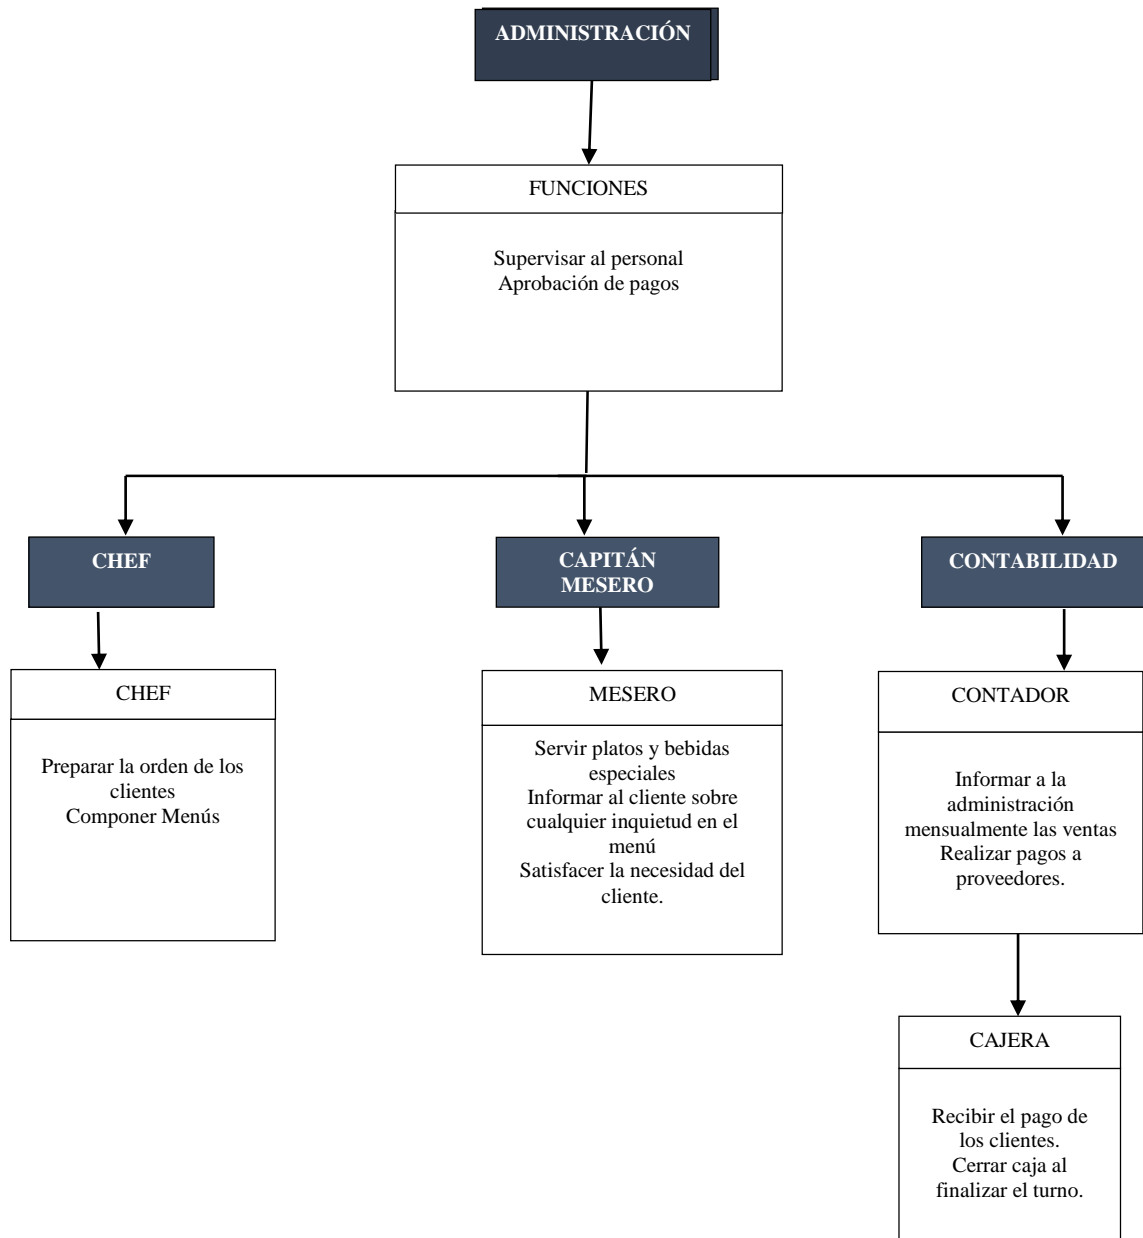 ADMINISTRACIÓN
FUNCIONES
Supervisar al personal
Aprobación de pagos
CHEF
CAPITÁN
MESERO
CONTABILIDAD
CHEF
Preparar la orden de los
clientes
Componer Menús
MESERO
Servir platos y bebidas
especiales
Informar al cliente sobre
cualquier inquietud en el
menú
Satisfacer la necesidad del
cliente.
CONTADOR
Informar a la
administración
mensualmente las ventas
Realizar pagos a
proveedores.
CAJERA
Recibir el pago de
los clientes.
Cerrar caja al
finalizar el turno.